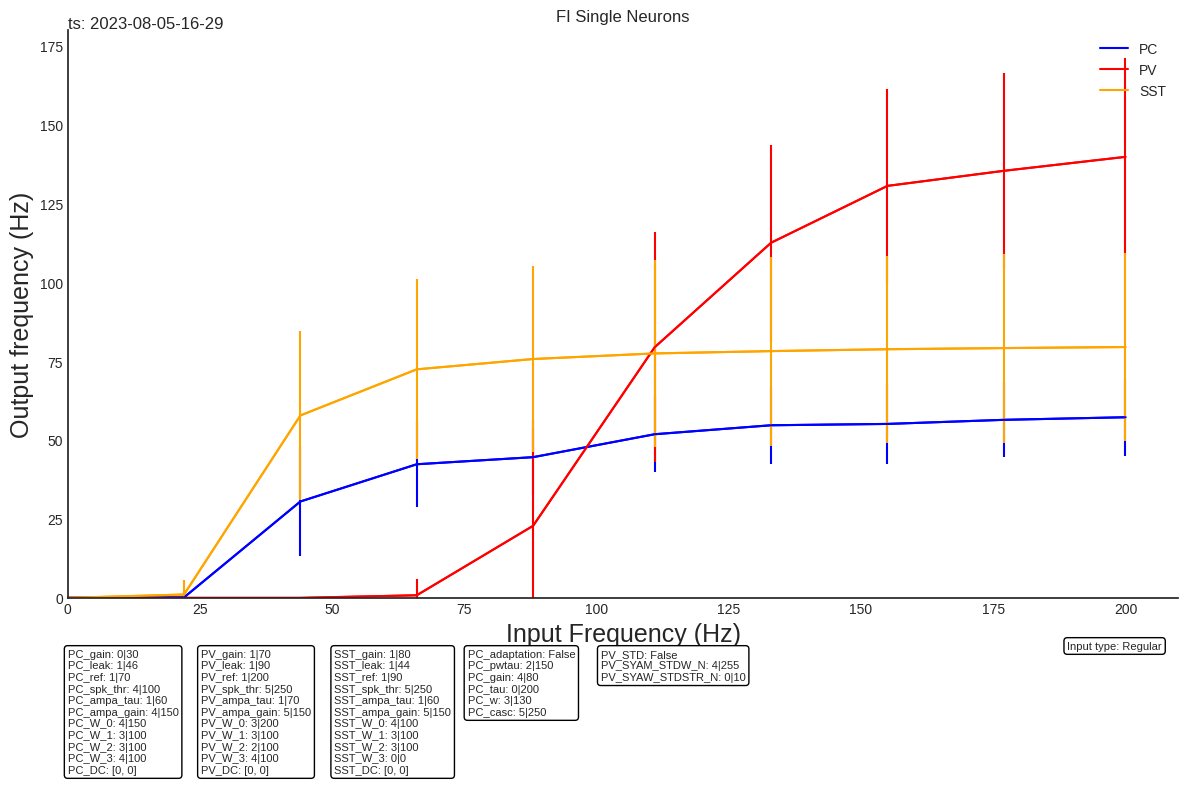 ts: 2023-08-05-16-29
FI Single Neurons
PC
PV
SST
Output frequency (Hz)
175
150
125
100
75
50
25
0
0 25 50 75 100 125 150 175 200
Input Frequency (Hz)
PC_gain: 0|30
PC_leak: 1|46
PC_ref: 1|70
PC_spk_thr: 4|100
PC_ampa_tau: 1|60
PC_ampa_gain: 4|150
PC_W_0: 4|150
PC_W_1: 3|100
PC_W_2: 3|100
PC_W_3: 4|100
PC_DC: [0, 0]
PV_gain: 1|70
PV_leak: 1|90
PV_ref: 1|200
PV_spk_thr: 5|250
PV_ampa_tau: 1|70
PV_ampa_gain: 5|150
PV_W_0: 3|200
PV_W_1: 3|100
PV_W_2: 2|100
PV_W_3: 4|100
PV_DC: [0, 0]
SST_gain: 1|80
SST_leak: 1|44
SST_ref: 1|90
SST_spk_thr: 5|250
SST_ampa_tau: 1|60
SST_ampa_gain: 5|150
SST_W_0: 4|100
SST_W_1: 3|100
SST_W_2: 3|100
SST_W_3: 0|0
SST_DC: [0, 0]
PC_adaptation: False
PC_pwtau: 2|150
PC_gain: 4|80
PC_tau: 0|200
PC_w: 3|130
PC_casc: 5|250
PV_STD: False
PV_SYAM_STDW_N: 4|255
PV_SYAW_STDSTR_N: 0|10
Input type: Regular